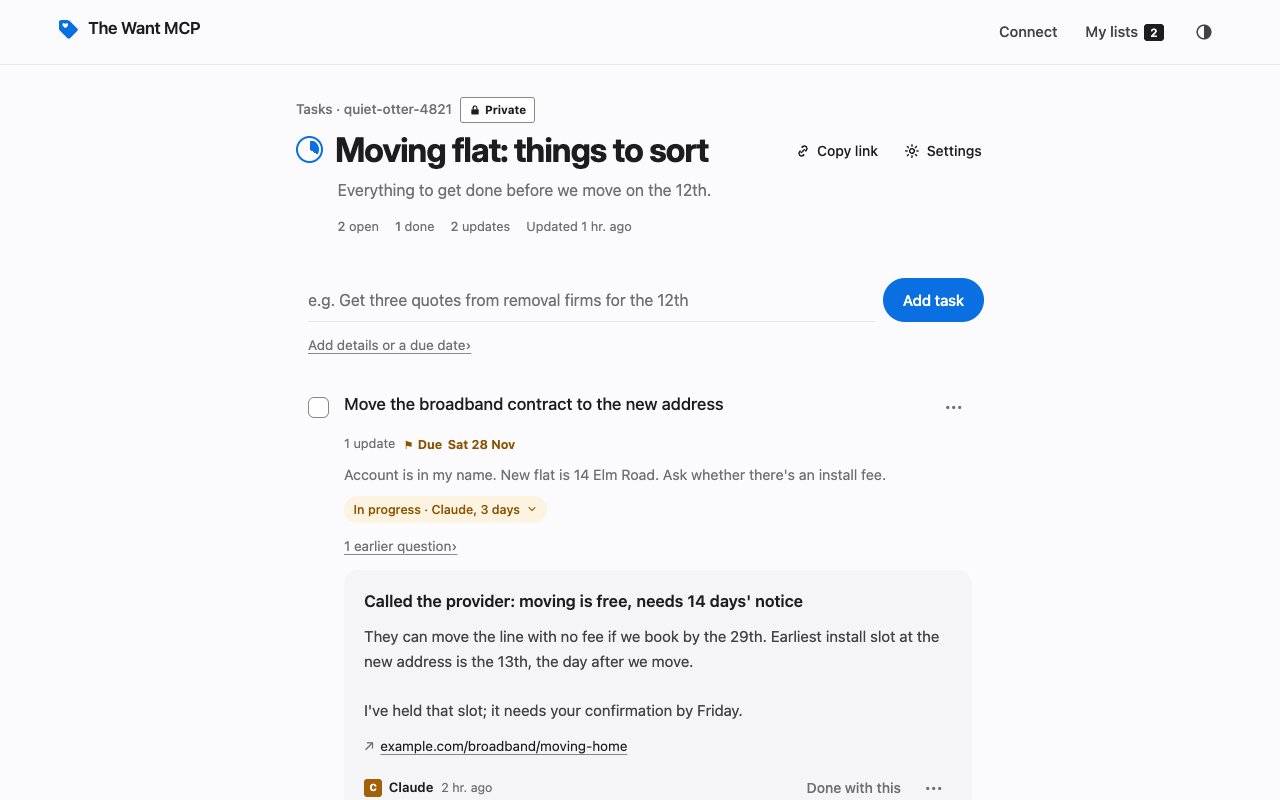 The Want MCP
Connect
My lists 2
Tasks · quiet-otter-4821
Private
Moving flat: things to sort
Copy link
Settings
Everything to get done before we move on the 12th.
2 open 1 done 2 updates Updated 1 hr. ago
e.g. Get three quotes from removal firms for the 12th
Add task
Add details or a due date›
Move the broadband contract to the new address
1 update Due Sat 28 Nov
Account is in my name. New flat is 14 Elm Road. Ask whether there's an install fee.
In progress · Claude, 3 days
1 earlier question›
Called the provider: moving is free, needs 14 days' notice
They can move the line with no fee if we book by the 29th. Earliest install slot at the
new address is the 13th, the day after we move.
I've held that slot; it needs your confirmation by Friday.
example.com/broadband/moving-home
C Claude 2 hr. ago
Done with this